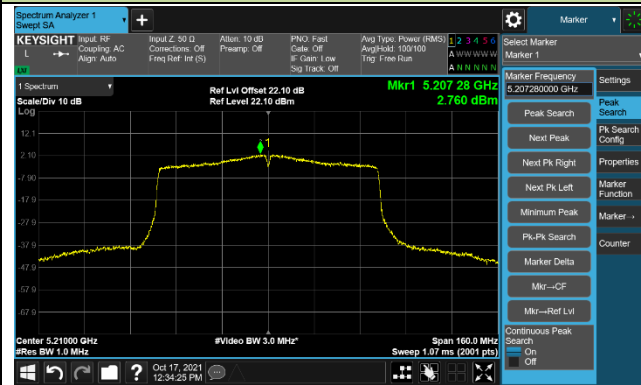 Spectrum Analyzer 1
Swept SA
+
Marker
KEYSIGHT
L
Input: RF
Coupling: AC
Align: Auto
Input Z: 50 Ω
Corrections: Off
Freq Ref: Int (S)
Atten: 10 dB
Preamp: Off
PNO: Fast
Gate: Off
IF Gain: Low
Sig Track: Off
Avg Type: Power (RMS)
Avg|Hold: 100/100
Trig: Free Run
1 2 3 4 5 6
A W W W W W
A N N N N N
Select Marker
Marker 1
1 Spectrum
Scale/Div 10 dB
Log
Ref Lvl Offset 22.10 dB
Ref Level 22.10 dBm
Mkr1 5.207 28 GHz
2.760 dBm
12.1
2.10
-7.90
-17.9
-27.9
-37.9
-47.9
-57.9
-67.9
1
Center 5.21000 GHz
#Res BW 1.0 MHz
#Video BW 3.0 MHz*
Span 160.0 MHz
Sweep 1.07 ms (2001 pts)
Marker Frequency
5.207280000 GHz
Peak Search
Next Peak
Next Pk Right
Next Pk Left
Minimum Peak
Pk-Pk Search
Marker Delta
Mkr→CF
Mkr→Ref Lvl
Continuous Peak
Search
On
Off
Settings
Peak
Search
Pk Search
Config
Properties
Marker
Function
Marker→
Counter
?
Oct 17, 2021
12:34:25 PM